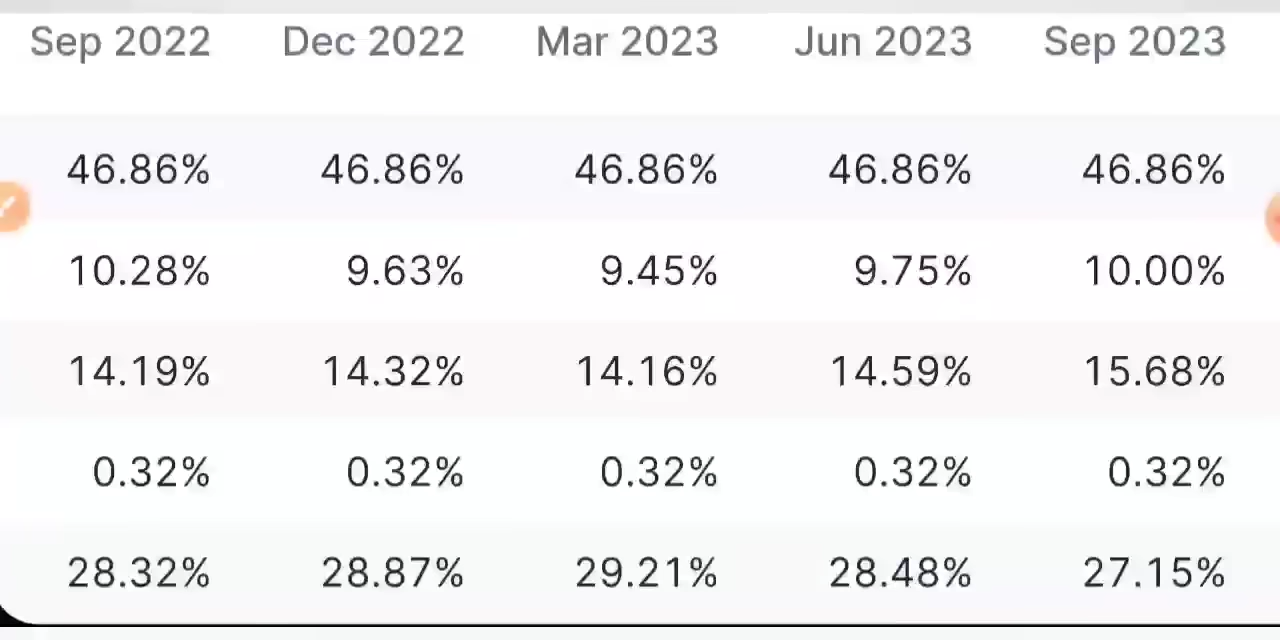 Sep 2022 Dec 2022 Mar 2023 Jun 2023 Sep 2023
46.86% 46.86% 46.86% 46.86% 46.86%
10.28% 9.63% 9.45% 9.75% 10.00%
14.19% 14.32% 14.16% 14.59% 15.68%
0.32% 0.32% 0.32% 0.32% 0.32%
28.32% 28.87% 29.21% 28.48% 27.15%